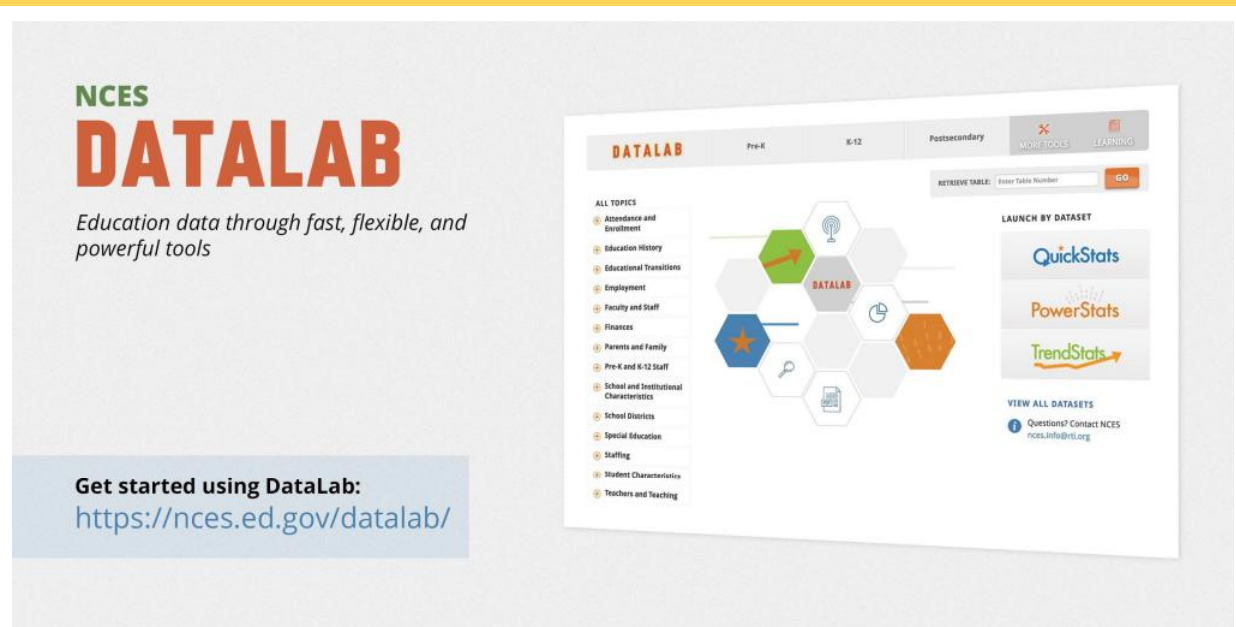 NCES
DATALAB
Education data through fast, flexible, and
powerful tools
Get started using DataLab:
https://nces.ed.gov/datalab/
DATALAB
Pre-K
K-12
Postsecondary
MORE TOOLS
LEARNING
RETRIEVE TABLE:
Enter Table Number
GO
ALL TOPICS
Attendance and
Enrollment
Education History
Educational Transitions
Employment
Faculty and Staff
Finances
Parents and Family
Pre-K and K-12 Staff
School and Institutional
Characteristics
School Districts
Special Education
Staffing
Student Characteristics
Teachers and Teaching
DATALAB
LAUNCH BY DATASET
QuickStats
PowerStats
TrendStats
VIEW ALL DATASETS
Questions? Contact NCES
nces.info@rti.org